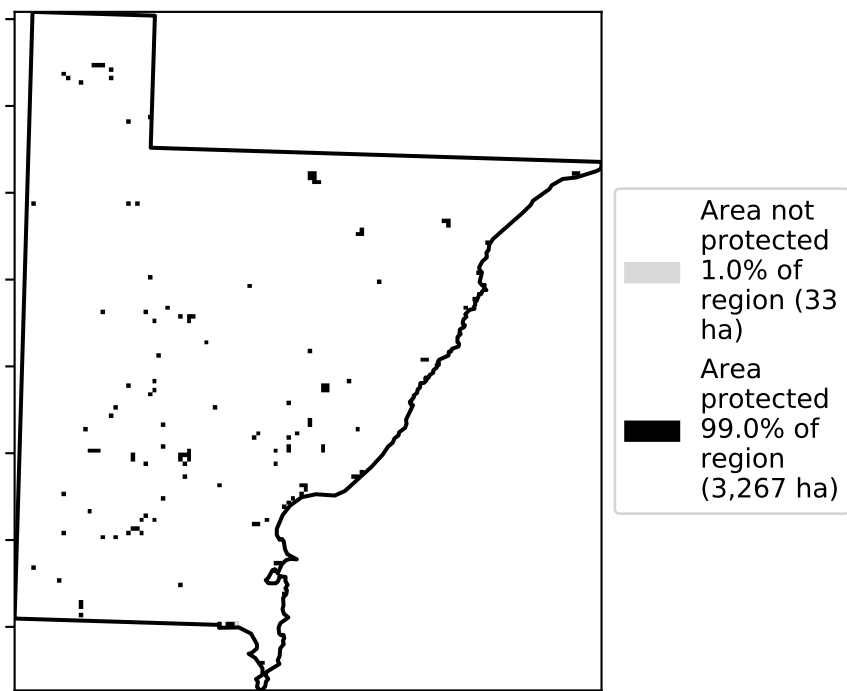 Area not
protected
1.0% of
region (33
ha)
Area
protected
99.0% of
region
(3,267 ha)